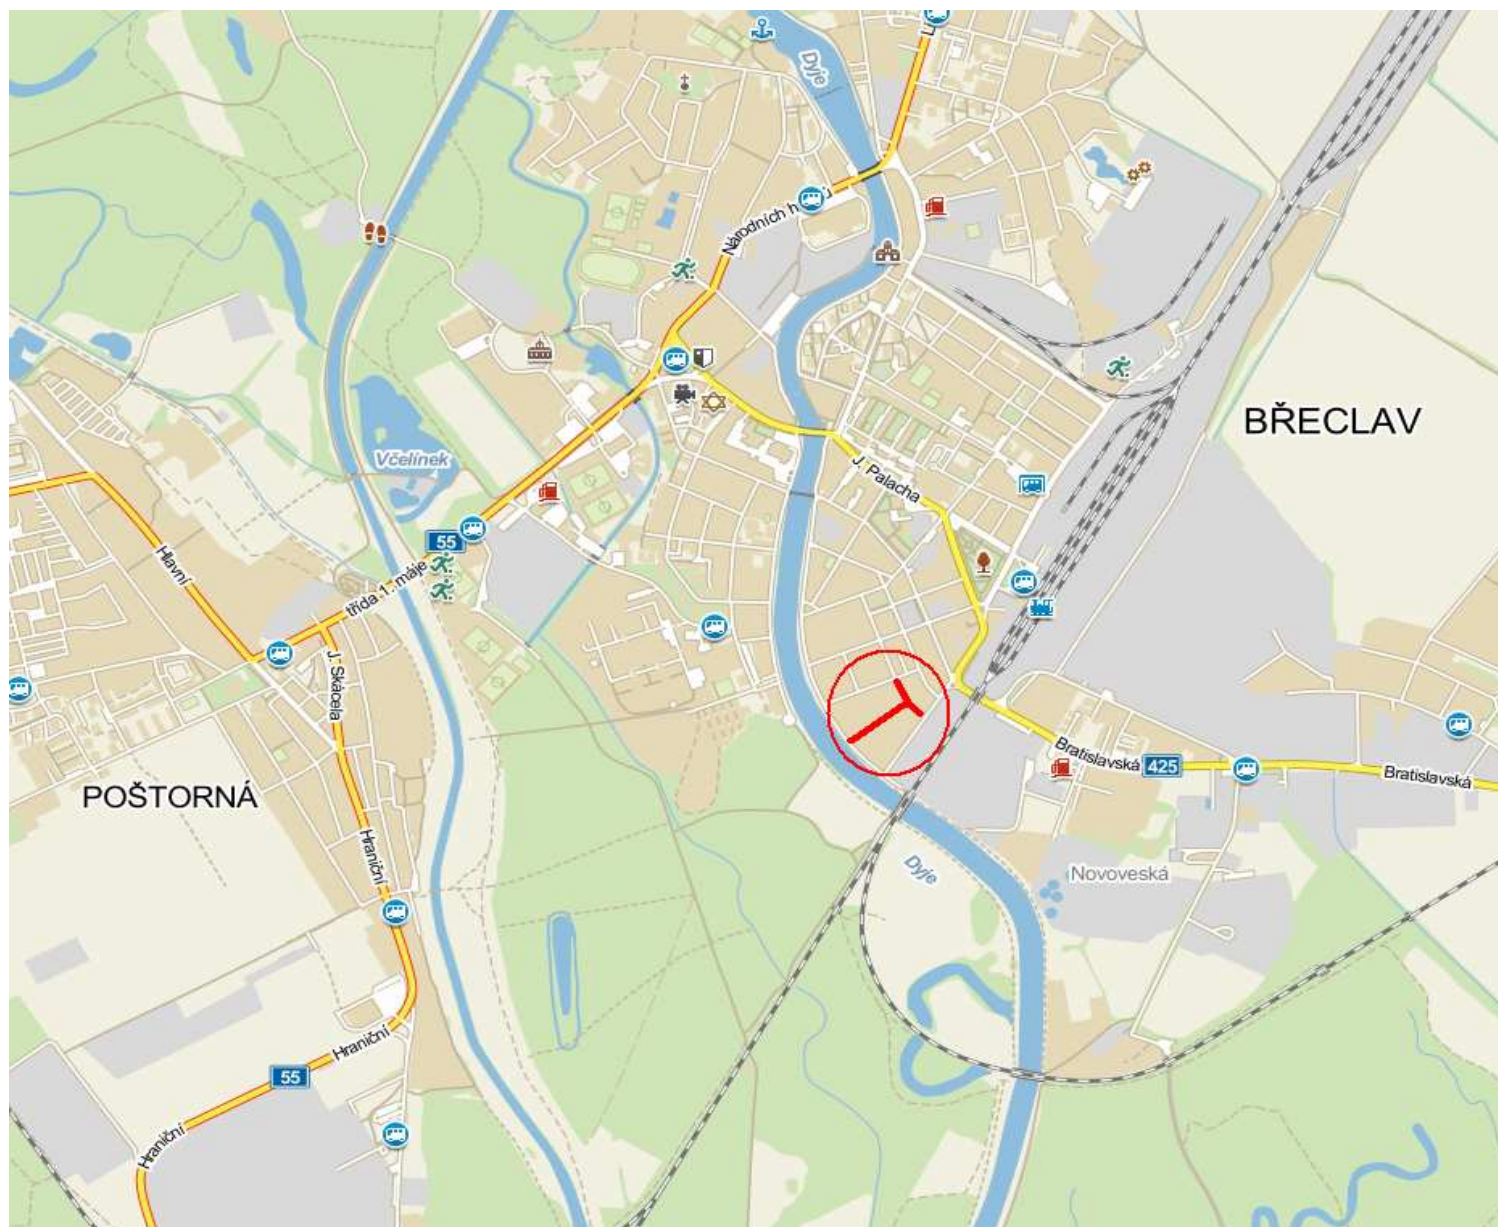 Dyje
Národních h
BŘECLAV
Včelínek
J. Palacha
55
Hlavní
třída 1. máje
J. Skácela
Bratislavská
425
Bratislavská
POŠTORNÁ
Hraniční
Dyje
Novoveská
Hraniční
55
Hraniční